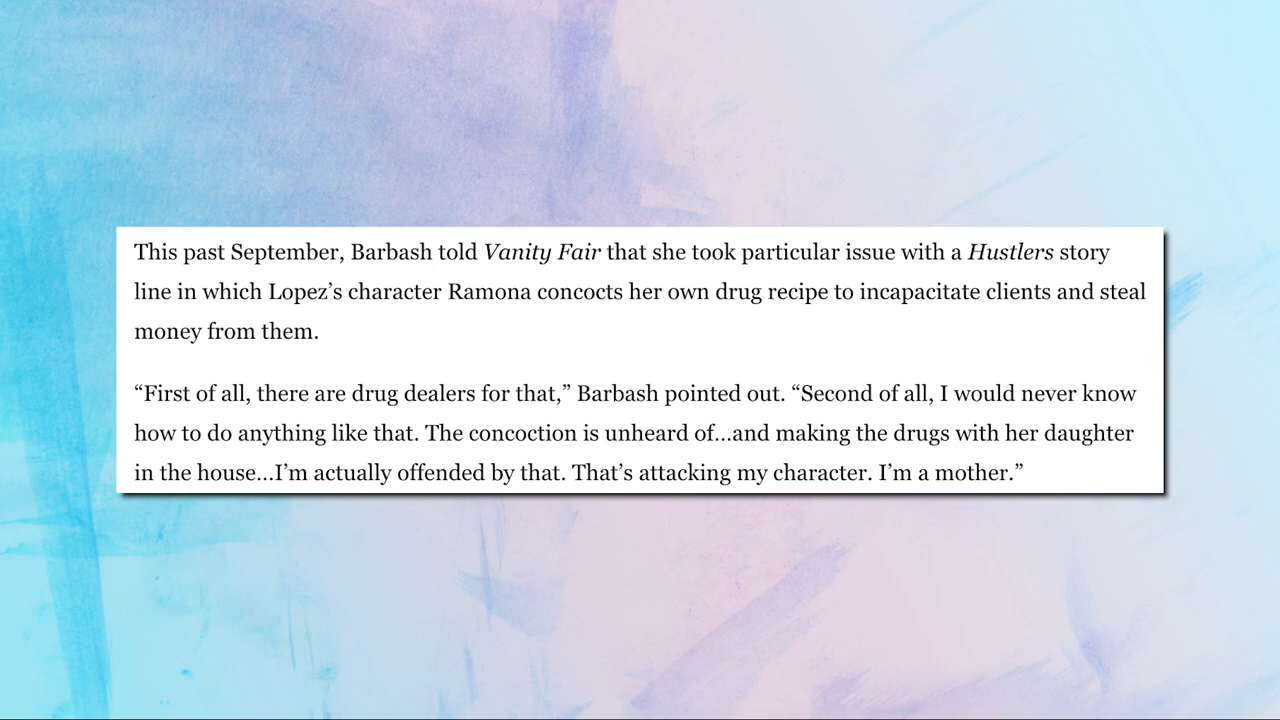 This past September, Barbash told Vanity Fair that she took particular issue with a Hustlers story
line in which Lopez’s character Ramona concocts her own drug recipe to incapacitate clients and steal
money from them.
“First of all, there are drug dealers for that,” Barbash pointed out. “Second of all, I would never know
how to do anything like that. The concoction is unheard of…and making the drugs with her daughter
in the house…I’m actually offended by that. That’s attacking my character. I’m a mother.”